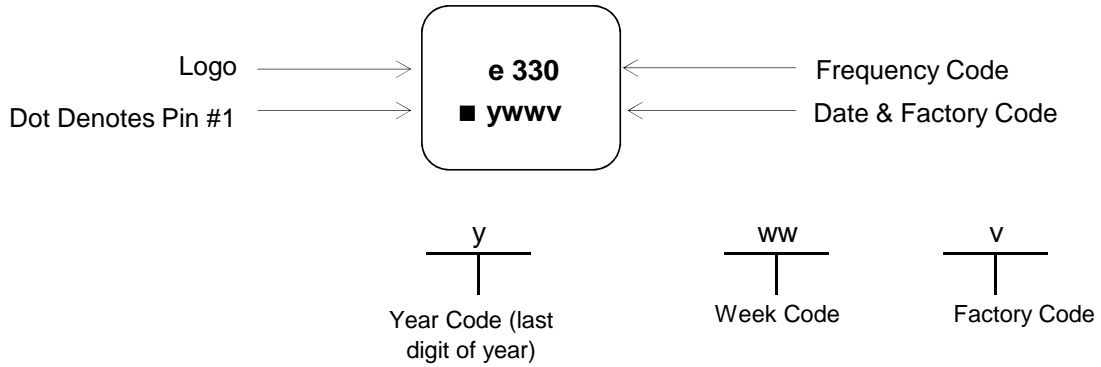 Logo
e 330
Frequency Code
Dot Denotes Pin #1
■ ywwv
Date & Factory Code
y
ww
v
Year Code (last
digit of year)
Week Code
Factory Code